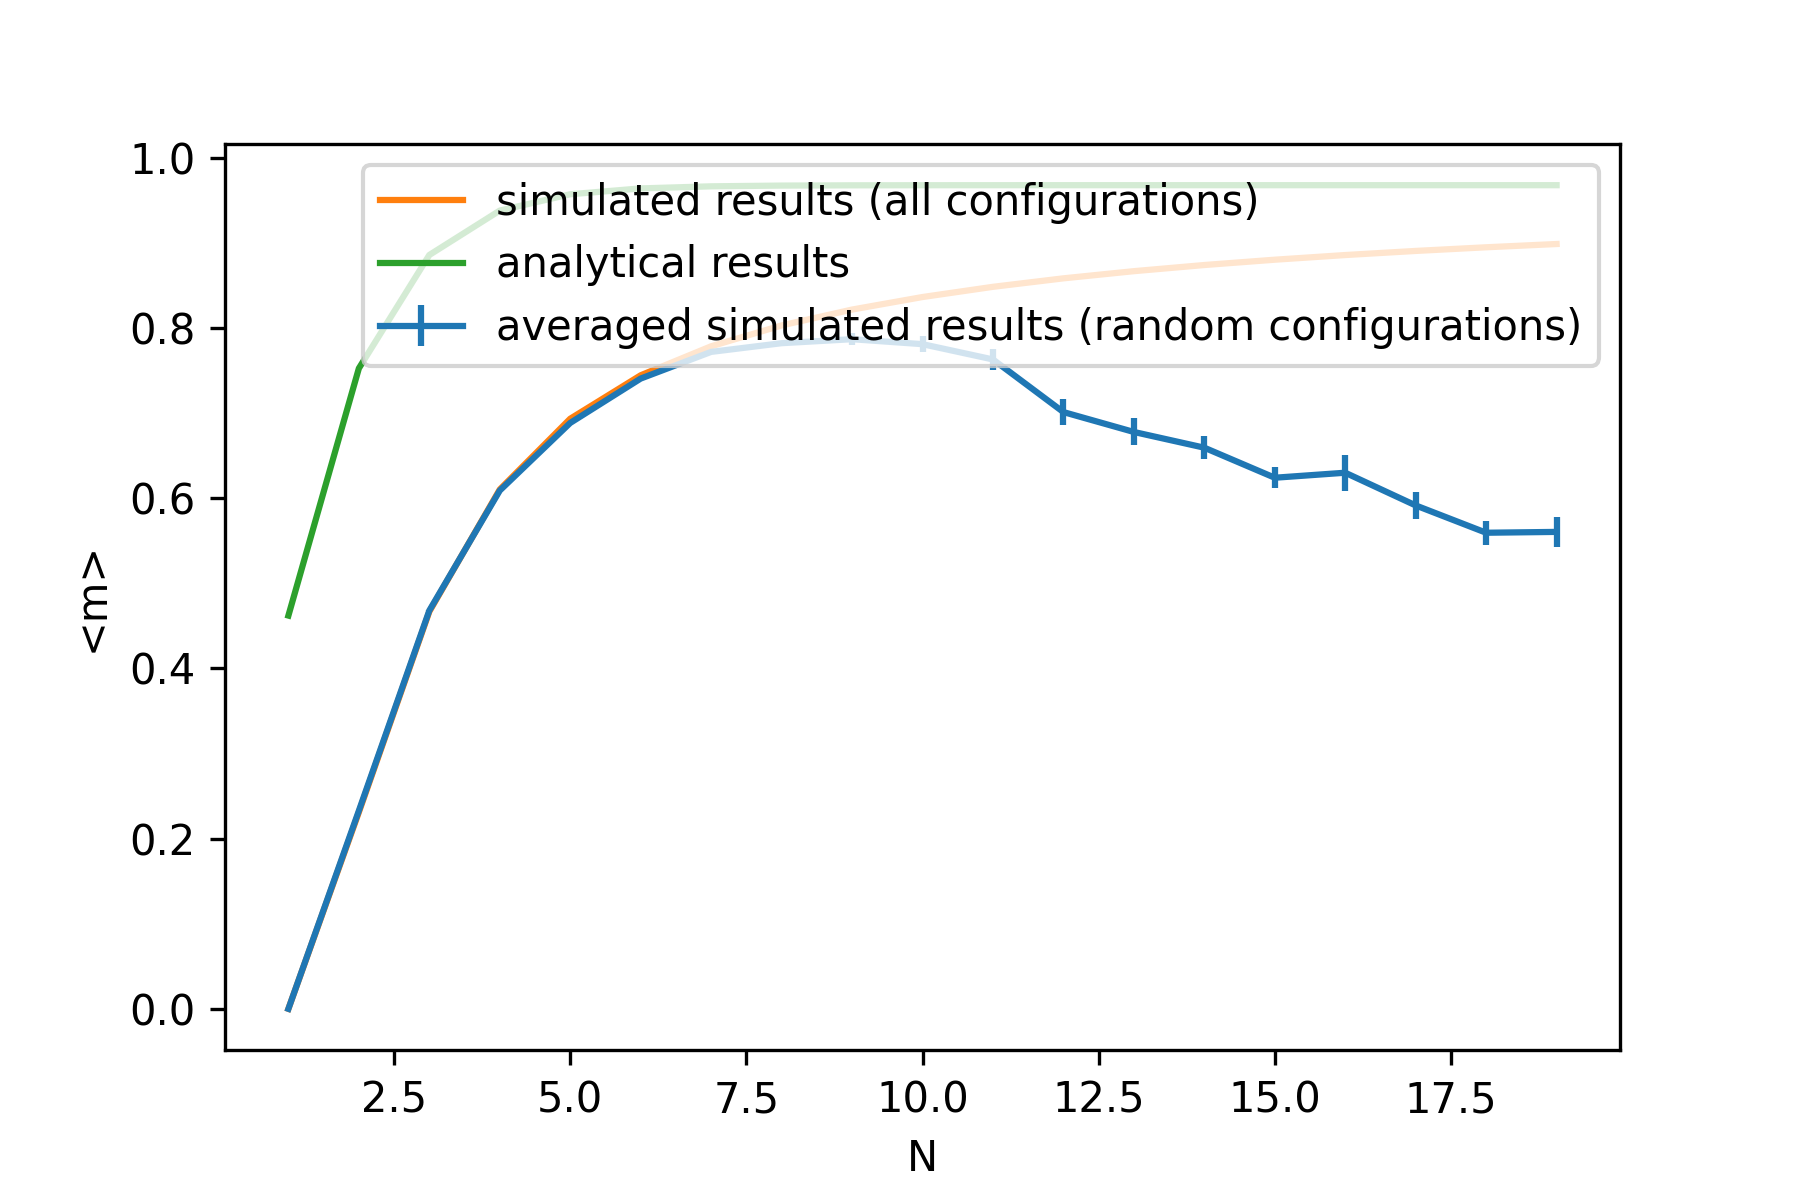 1.0
0.8
0.6
0.4
0.2
0.0
<m>
simulated results (all configurations)
analytical results
averaged simulated results (random configurations)
2.5 5.0 7.5 10.0 12.5 15.0 17.5
N